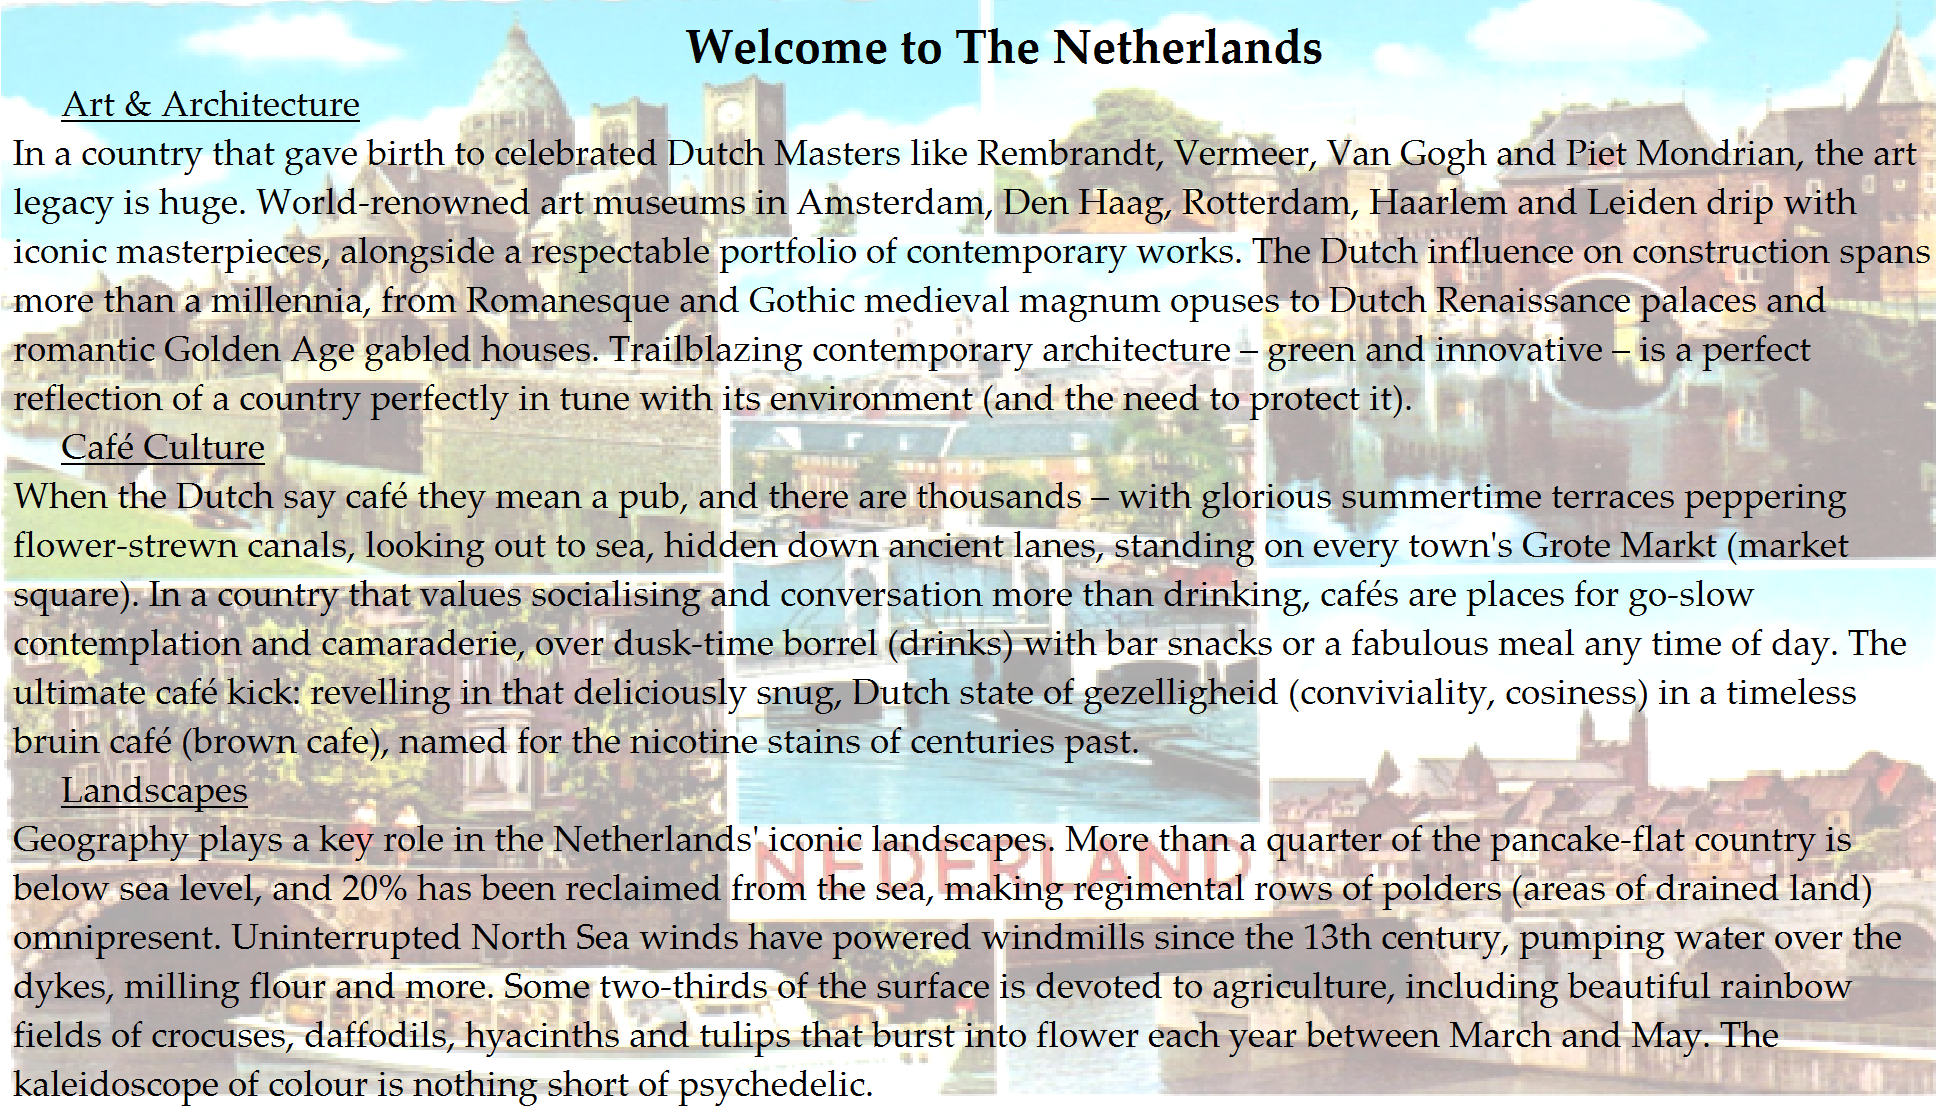 Welcome to The Netherlands
Art & Architecture
In a country that gave birth to celebrated Dutch Masters like Rembrandt, Vermeer, Van Gogh and Piet Mondrian, the art
legacy is huge. World-renowned art museums in Amsterdam, Den Haag, Rotterdam, Haarlem and Leiden drip with
iconic masterpieces, alongside a respectable portfolio of contemporary works. The Dutch influence on construction spans
more than a millennia, from Romanesque and Gothic medieval magnum opuses to Dutch Renaissance palaces and
romantic Golden Age gabled houses. Trailblazing contemporary architecture – green and innovative – is a perfect
reflection of a country perfectly in tune with its environment (and the need to protect it).
Café Culture
When the Dutch say café they mean a pub, and there are thousands – with glorious summertime terraces peppering
flower-strewn canals, looking out to sea, hidden down ancient lanes, standing on every town's Grote Markt (market
square). In a country that values socialising and conversation more than drinking, cafés are places for go-slow
contemplation and camaraderie, over dusk-time borrel (drinks) with bar snacks or a fabulous meal any time of day. The
ultimate café kick: revelling in that deliciously snug, Dutch state of gezelligheid (conviviality, cosiness) in a timeless
bruin café (brown cafe), named for the nicotine stains of centuries past.
Landscapes
Geography plays a key role in the Netherlands' iconic landscapes. More than a quarter of the pancake-flat country is
below sea level, and 20% has been reclaimed from the sea, making regimental rows of polders (areas of drained land)
omnipresent. Uninterrupted North Sea winds have powered windmills since the 13th century, pumping water over the
dykes, milling flour and more. Some two-thirds of the surface is devoted to agriculture, including beautiful rainbow
fields of crocuses, daffodils, hyacinths and tulips that burst into flower each year between March and May. The
kaleidoscope of colour is nothing short of psychedelic.
NEDERLAND